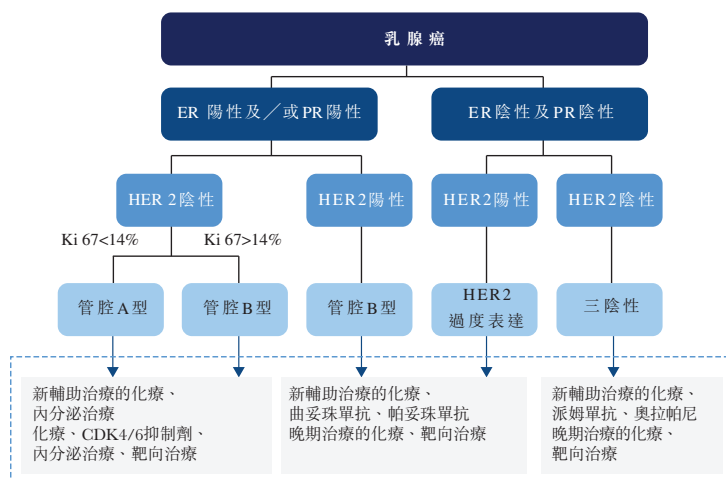 乳腺癌
ER 陽性及／或PR陽性
ER陰性及PR陰性
HER 2陰性
HER2陽性
HER2陽性
HER2陰性
Ki 67<14%
Ki 67>14%
管腔A型
管腔B型
管腔B型
HER2
過度表達
三陰性
新輔助治療的化療、
內分泌治療
化療、CDK4/6抑制劑、
內分泌治療、靶向治療
新輔助治療的化療、
曲妥珠單抗、帕妥珠單抗
晚期治療的化療、靶向治療
新輔助治療的化療、
派姆單抗、奧拉帕尼
晚期治療的化療、
靶向治療